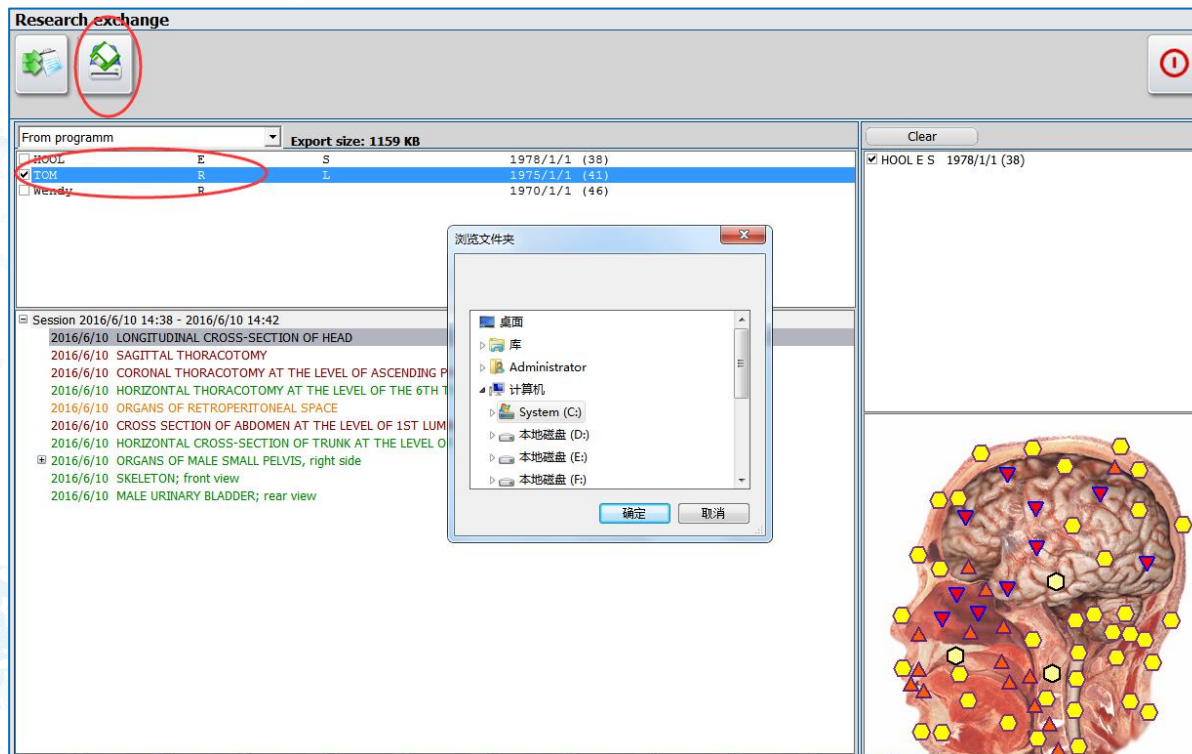 Research exchange
From programm
Export size: 1159 KB
HOOL E S 1978/1/1 (38)
TOM R L 1975/1/1 (41)
Wendy R 1970/1/1 (46)
Clear
HOOL E S 1978/1/1 (38)
浏览文件夹
桌面
库
Administrator
计算机
System (C:)
本地磁盘 (D:)
本地磁盘 (E:)
本地磁盘 (F:)
确定 取消
Session 2016/6/10 14:38 - 2016/6/10 14:42
2016/6/10 LONGITUDINAL CROSS-SECTION OF HEAD
2016/6/10 SAGITTAL THORACOTOMY
2016/6/10 CORONAL THORACOTOMY AT THE LEVEL OF ASCENDING P
2016/6/10 HORIZONTAL THORACOTOMY AT THE LEVEL OF THE 6TH T
2016/6/10 ORGANS OF RETROPERITONEAL SPACE
2016/6/10 CROSS SECTION OF ABDOMEN AT THE LEVEL OF 1ST LUM
2016/6/10 HORIZONTAL CROSS-SECTION OF TRUNK AT THE LEVEL O
2016/6/10 ORGANS OF MALE SMALL PELVIS, right side
2016/6/10 SKELETON; front view
2016/6/10 MALE URINARY BLADDER; rear view